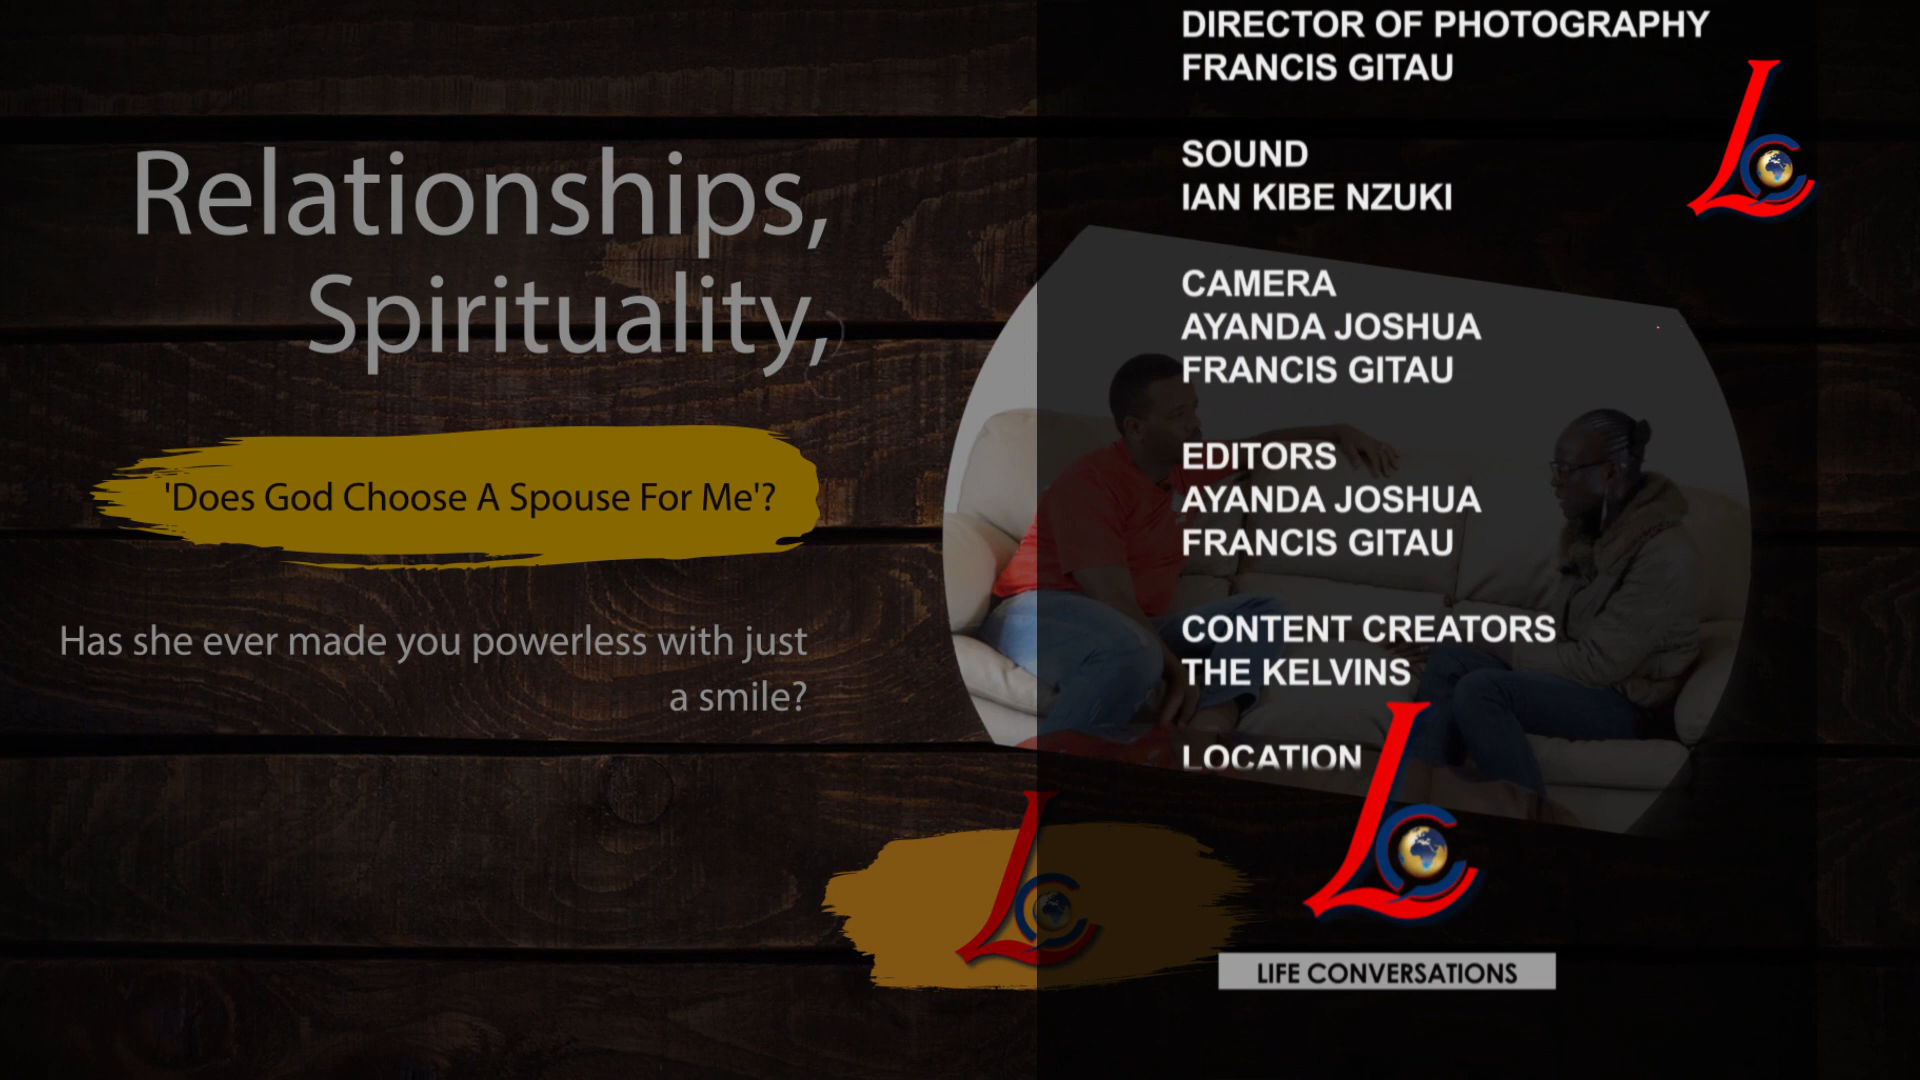 Relationships,
Spirituality,
'Does God Choose A Spouse For Me'?
Has she ever made you powerless with just
a smile?
DIRECTOR OF PHOTOGRAPHY
FRANCIS GITAU
SOUND
IAN KIBE NZUKI
CAMERA
AYANDA JOSHUA
FRANCIS GITAU
EDITORS
AYANDA JOSHUA
FRANCIS GITAU
CONTENT CREATORS
THE KELVINS
LOCATION
LIFE CONVERSATIONS